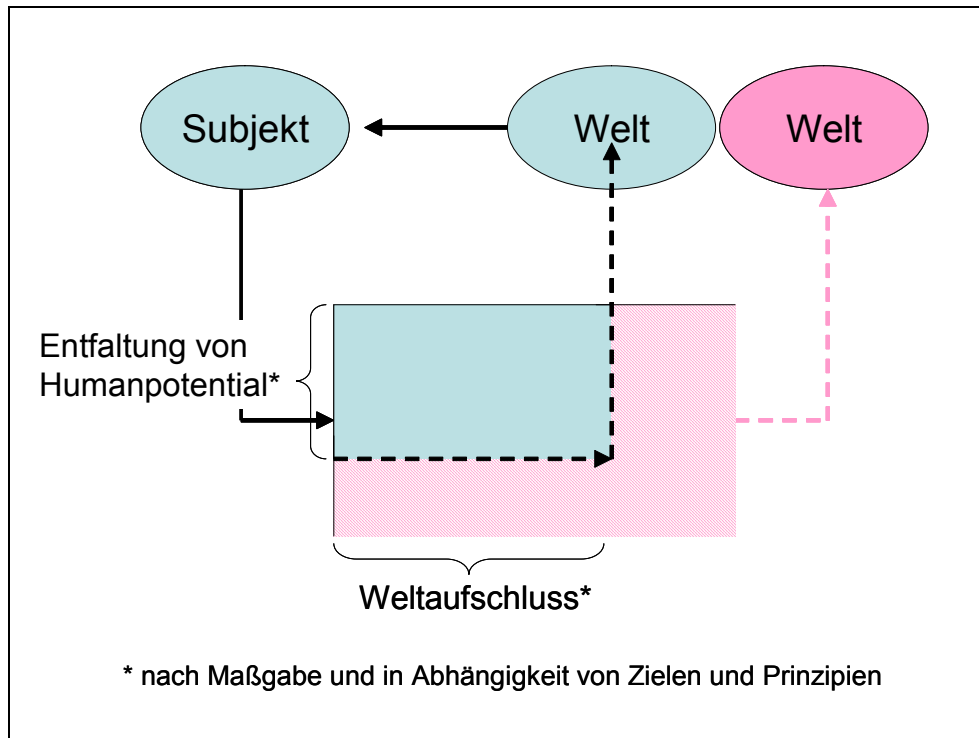 Subjekt
Welt
Welt
Entfaltung von
Humanpotential*
Weltaufschluss*
* nach Maßgabe und in Abhängigkeit von Zielen und Prinzipien